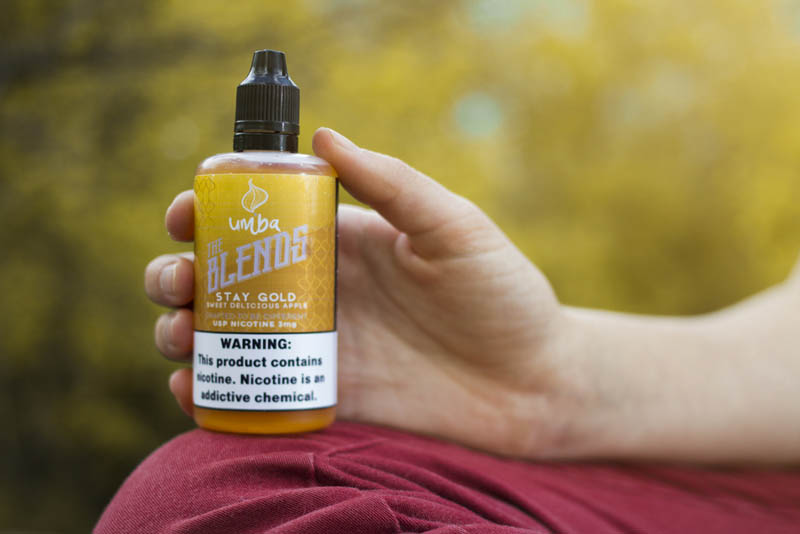 umba
THE
BLENDS
STAY GOLD
SWEET DELICIOUS APPLE
USP NICOTINE 3mg
WARNING:
This product contains
nicotine. Nicotine is an
addictive chemical.